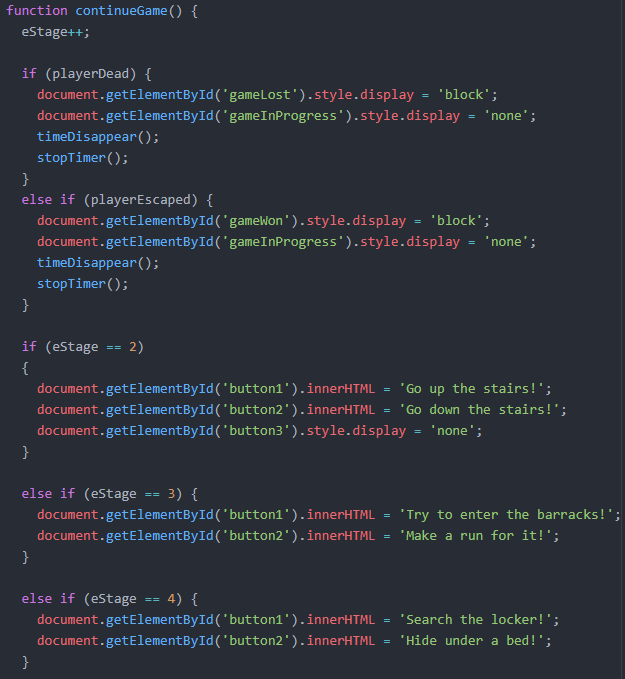 function continueGame() {
  eStage++;

  if (playerDead) {
    document.getElementById('gameLost').style.display = 'block';
    document.getElementById('gameInProgress').style.display = 'none';
    timeDisappear();
    stopTimer();
  }
  else if (playerEscaped) {
    document.getElementById('gameWon').style.display = 'block';
    document.getElementById('gameInProgress').style.display = 'none';
    timeDisappear();
    stopTimer();
  }

  if (eStage == 2)
  {
    document.getElementById('button1').innerHTML = 'Go up the stairs!';
    document.getElementById('button2').innerHTML = 'Go down the stairs!';
    document.getElementById('button3').style.display = 'none';
  }

  else if (eStage == 3) {
    document.getElementById('button1').innerHTML = 'Try to enter the barracks!';
    document.getElementById('button2').innerHTML = 'Make a run for it!';
  }

  else if (eStage == 4) {
    document.getElementById('button1').innerHTML = 'Search the locker!';
    document.getElementById('button2').innerHTML = 'Hide under a bed!';
  }